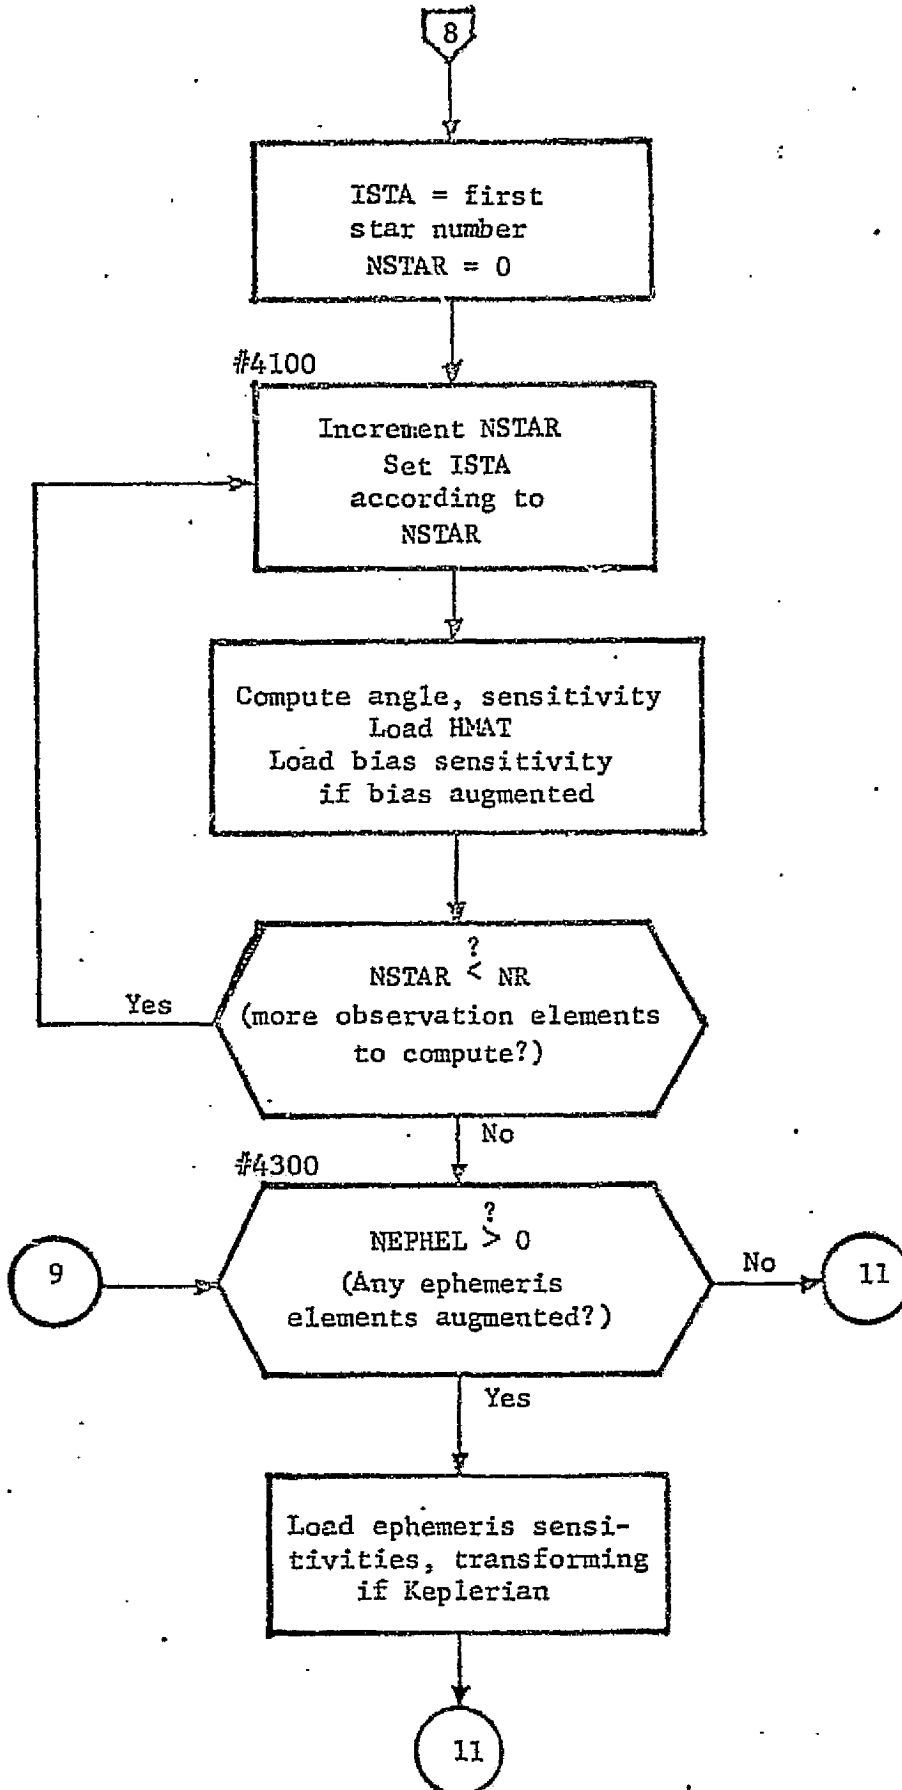 8
ISTA = first
star number
NSTAR = 0
#4100
Increment NSTAR
Set ISTA
according to
NSTAR
Compute angle, sensitivity
Load HMAT
Load bias sensitivity
if bias augmented
?
NSTAR < NR
(more observation elements
to compute?)
Yes
No
#4300
?
NEPHEL > 0
(Any ephemeris
elements augmented?)
9
No
11
Yes
Load ephemeris sensi-
tivities, transforming
if Keplerian
11